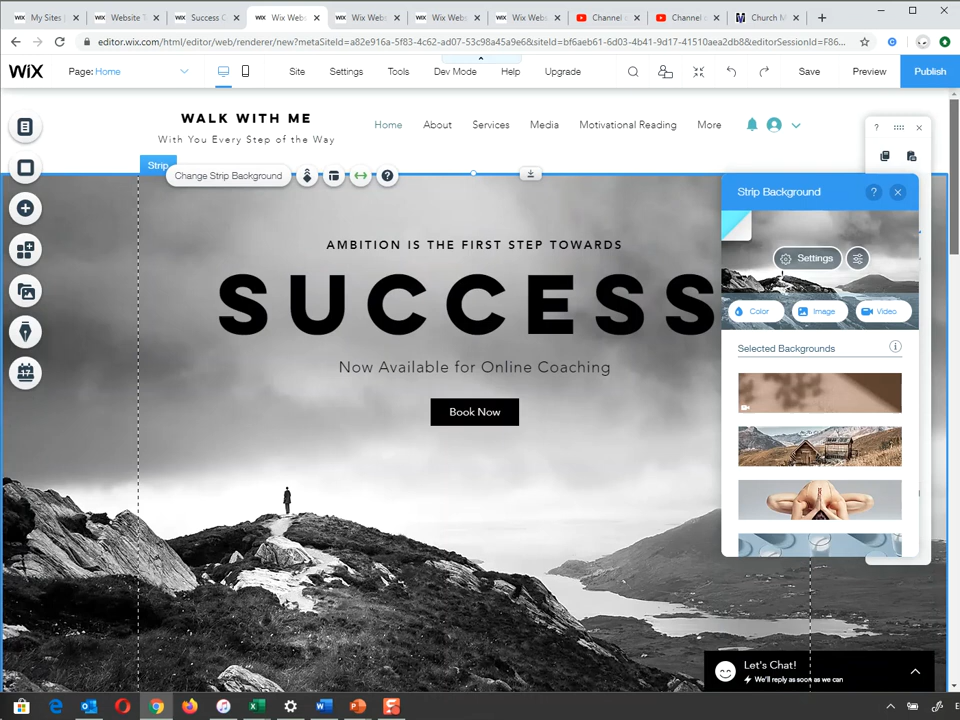 My Sites
Website T
Success C
Wix Webs
Wix Webs
Wix Webs
Wix Webs
Channel
Channel
Church M
editor.wix.com/html/editor/web/renderer/new?metaSiteId=a82e916a-5f83-4c62-ad07-53c98a45a9e6&siteId=bf6aeb61-6d03-4b41-9d17-41510aea2db8&editorSessionId=F86...
WiX
Page: Home
Site
Settings
Tools
Dev Mode
Help
Upgrade
Save
Preview
Publish
WALK WITH ME
With You Every Step of the Way
Home
About
Services
Media
Motivational Reading
More
Strip
Change Strip Background
Strip Background
Settings
Color
Image
Video
Selected Backgrounds
AMBITION IS THE FIRST STEP TOWARDS
SUCCESS
Now Available for Online Coaching
Book Now
Let's Chat!
We'll reply as soon as we can